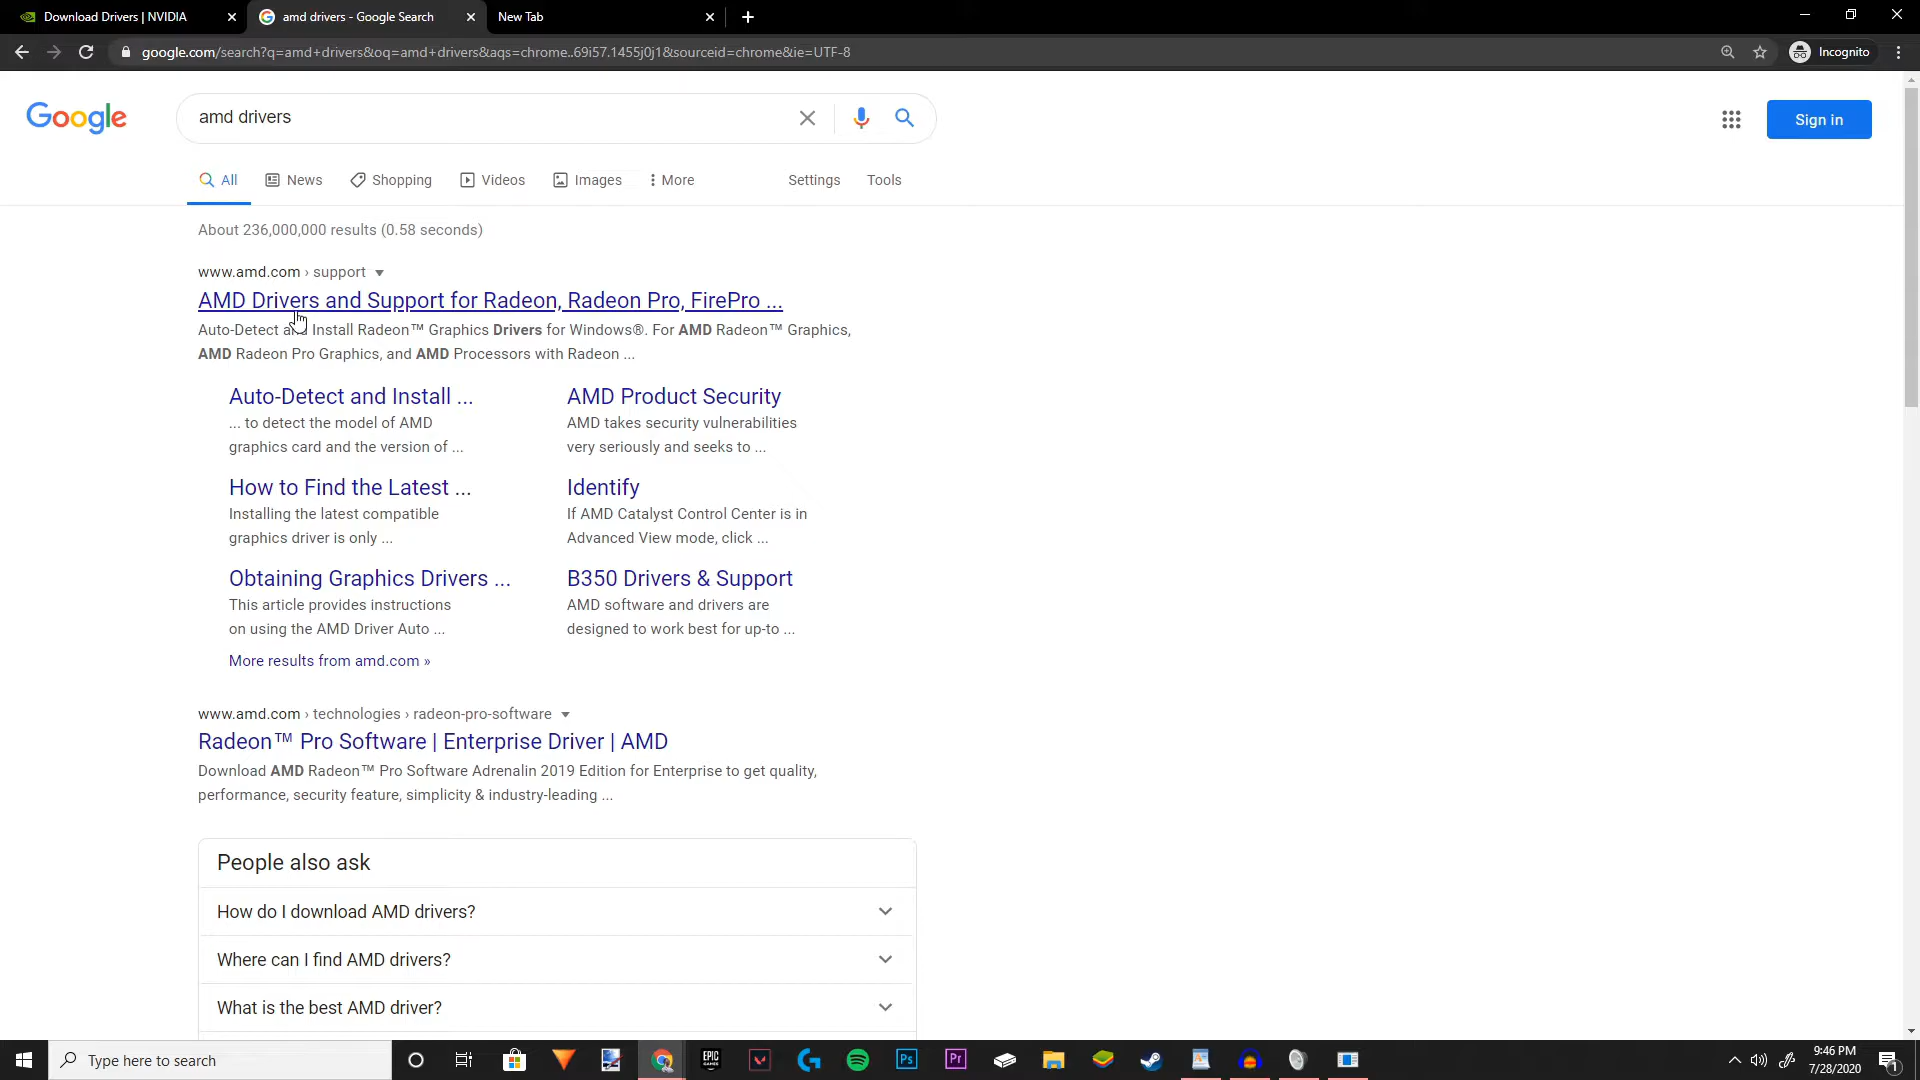 Download Drivers | NVIDIA
amd drivers - Google Search
New Tab
google.com/search?q=amd+drivers&oq=amd+drivers&aqs=chrome..69i57.1455j0j1&sourceid=chrome&ie=UTF-8
Incognito
Google
amd drivers
Sign in
All
News
Shopping
Videos
Images
More
Settings
Tools
About 236,000,000 results (0.58 seconds)
www.amd.com › support
AMD Drivers and Support for Radeon, Radeon Pro, FirePro ...
Auto-Detect and Install Radeon™ Graphics Drivers for Windows®. For AMD Radeon™ Graphics,
AMD Radeon Pro Graphics, and AMD Processors with Radeon ...
Auto-Detect and Install ...
... to detect the model of AMD
graphics card and the version of ...
AMD Product Security
AMD takes security vulnerabilities
very seriously and seeks to ...
How to Find the Latest ...
Installing the latest compatible
graphics driver is only ...
Identify
If AMD Catalyst Control Center is in
Advanced View mode, click ...
Obtaining Graphics Drivers ...
This article provides instructions
on using the AMD Driver Auto ...
B350 Drivers & Support
AMD software and drivers are
designed to work best for up-to ...
More results from amd.com »
www.amd.com › technologies › radeon-pro-software
Radeon™ Pro Software | Enterprise Driver | AMD
Download AMD Radeon™ Pro Software Adrenalin 2019 Edition for Enterprise to get quality,
performance, security feature, simplicity & industry-leading ...
People also ask
How do I download AMD drivers?
Where can I find AMD drivers?
What is the best AMD driver?
Type here to search
EPIC
GAMES
Ps
Pr
9:46 PM
7/28/2020
1